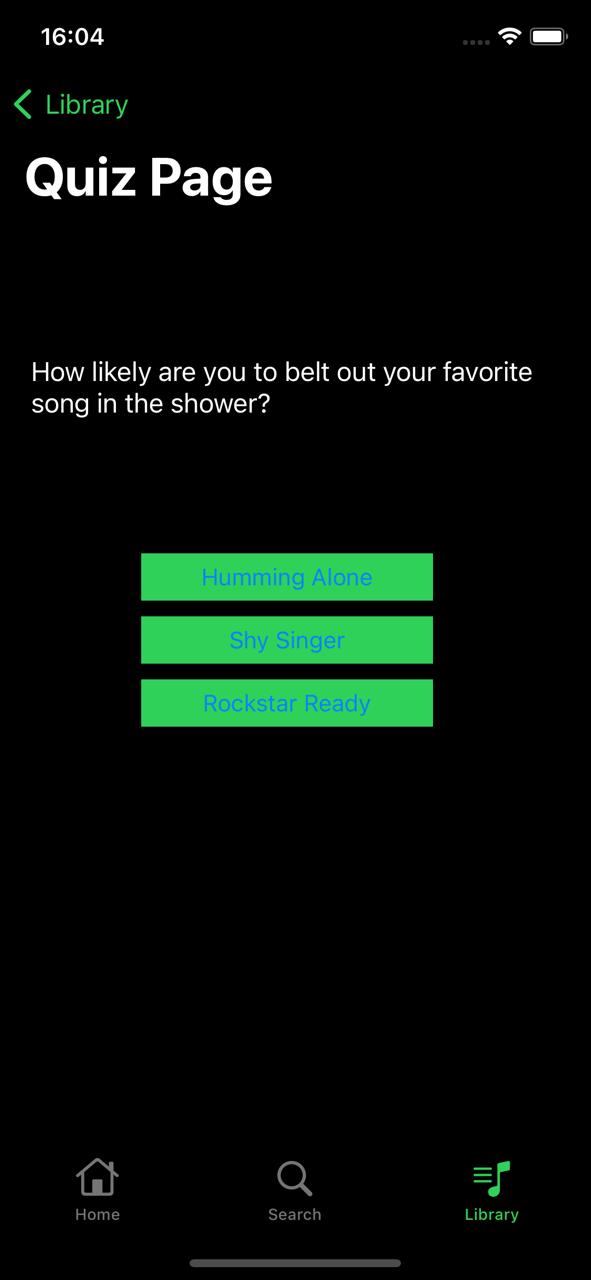 16:04
Library
Quiz Page
How likely are you to belt out your favorite
song in the shower?
Humming Alone
Shy Singer
Rockstar Ready
Home
Search
Library